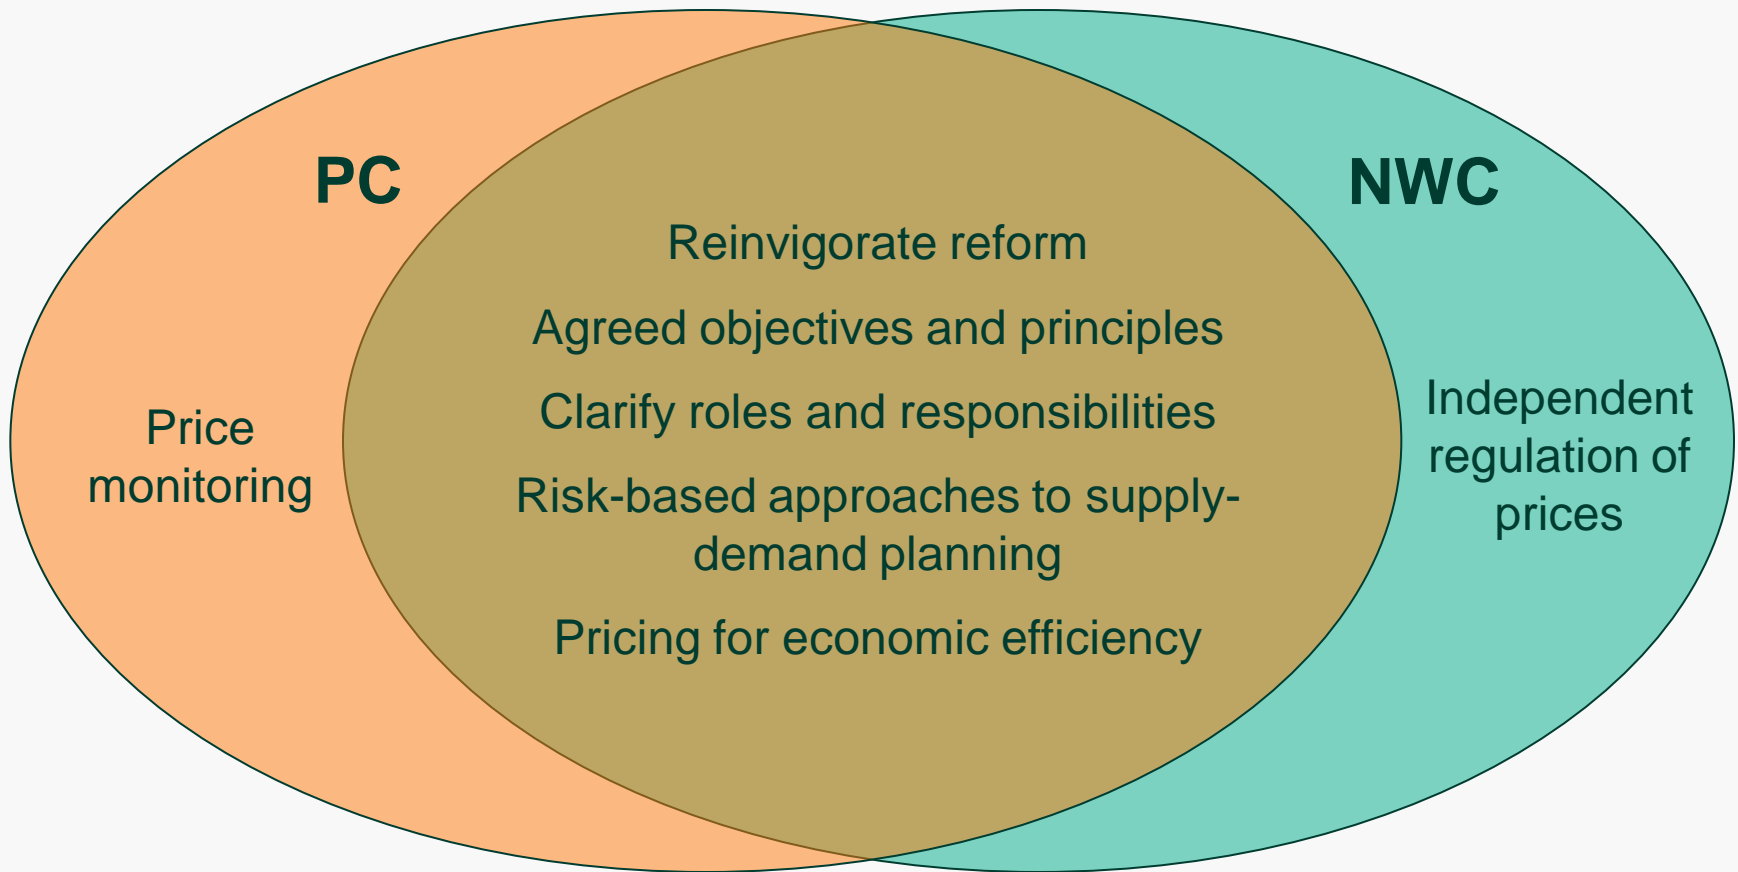 PC
NWC
Reinvigorate reform
Agreed objectives and principles
Clarify roles and responsibilities
Risk-based approaches to supply-
demand planning
Pricing for economic efficiency
Price
monitoring
Independent
regulation of
prices